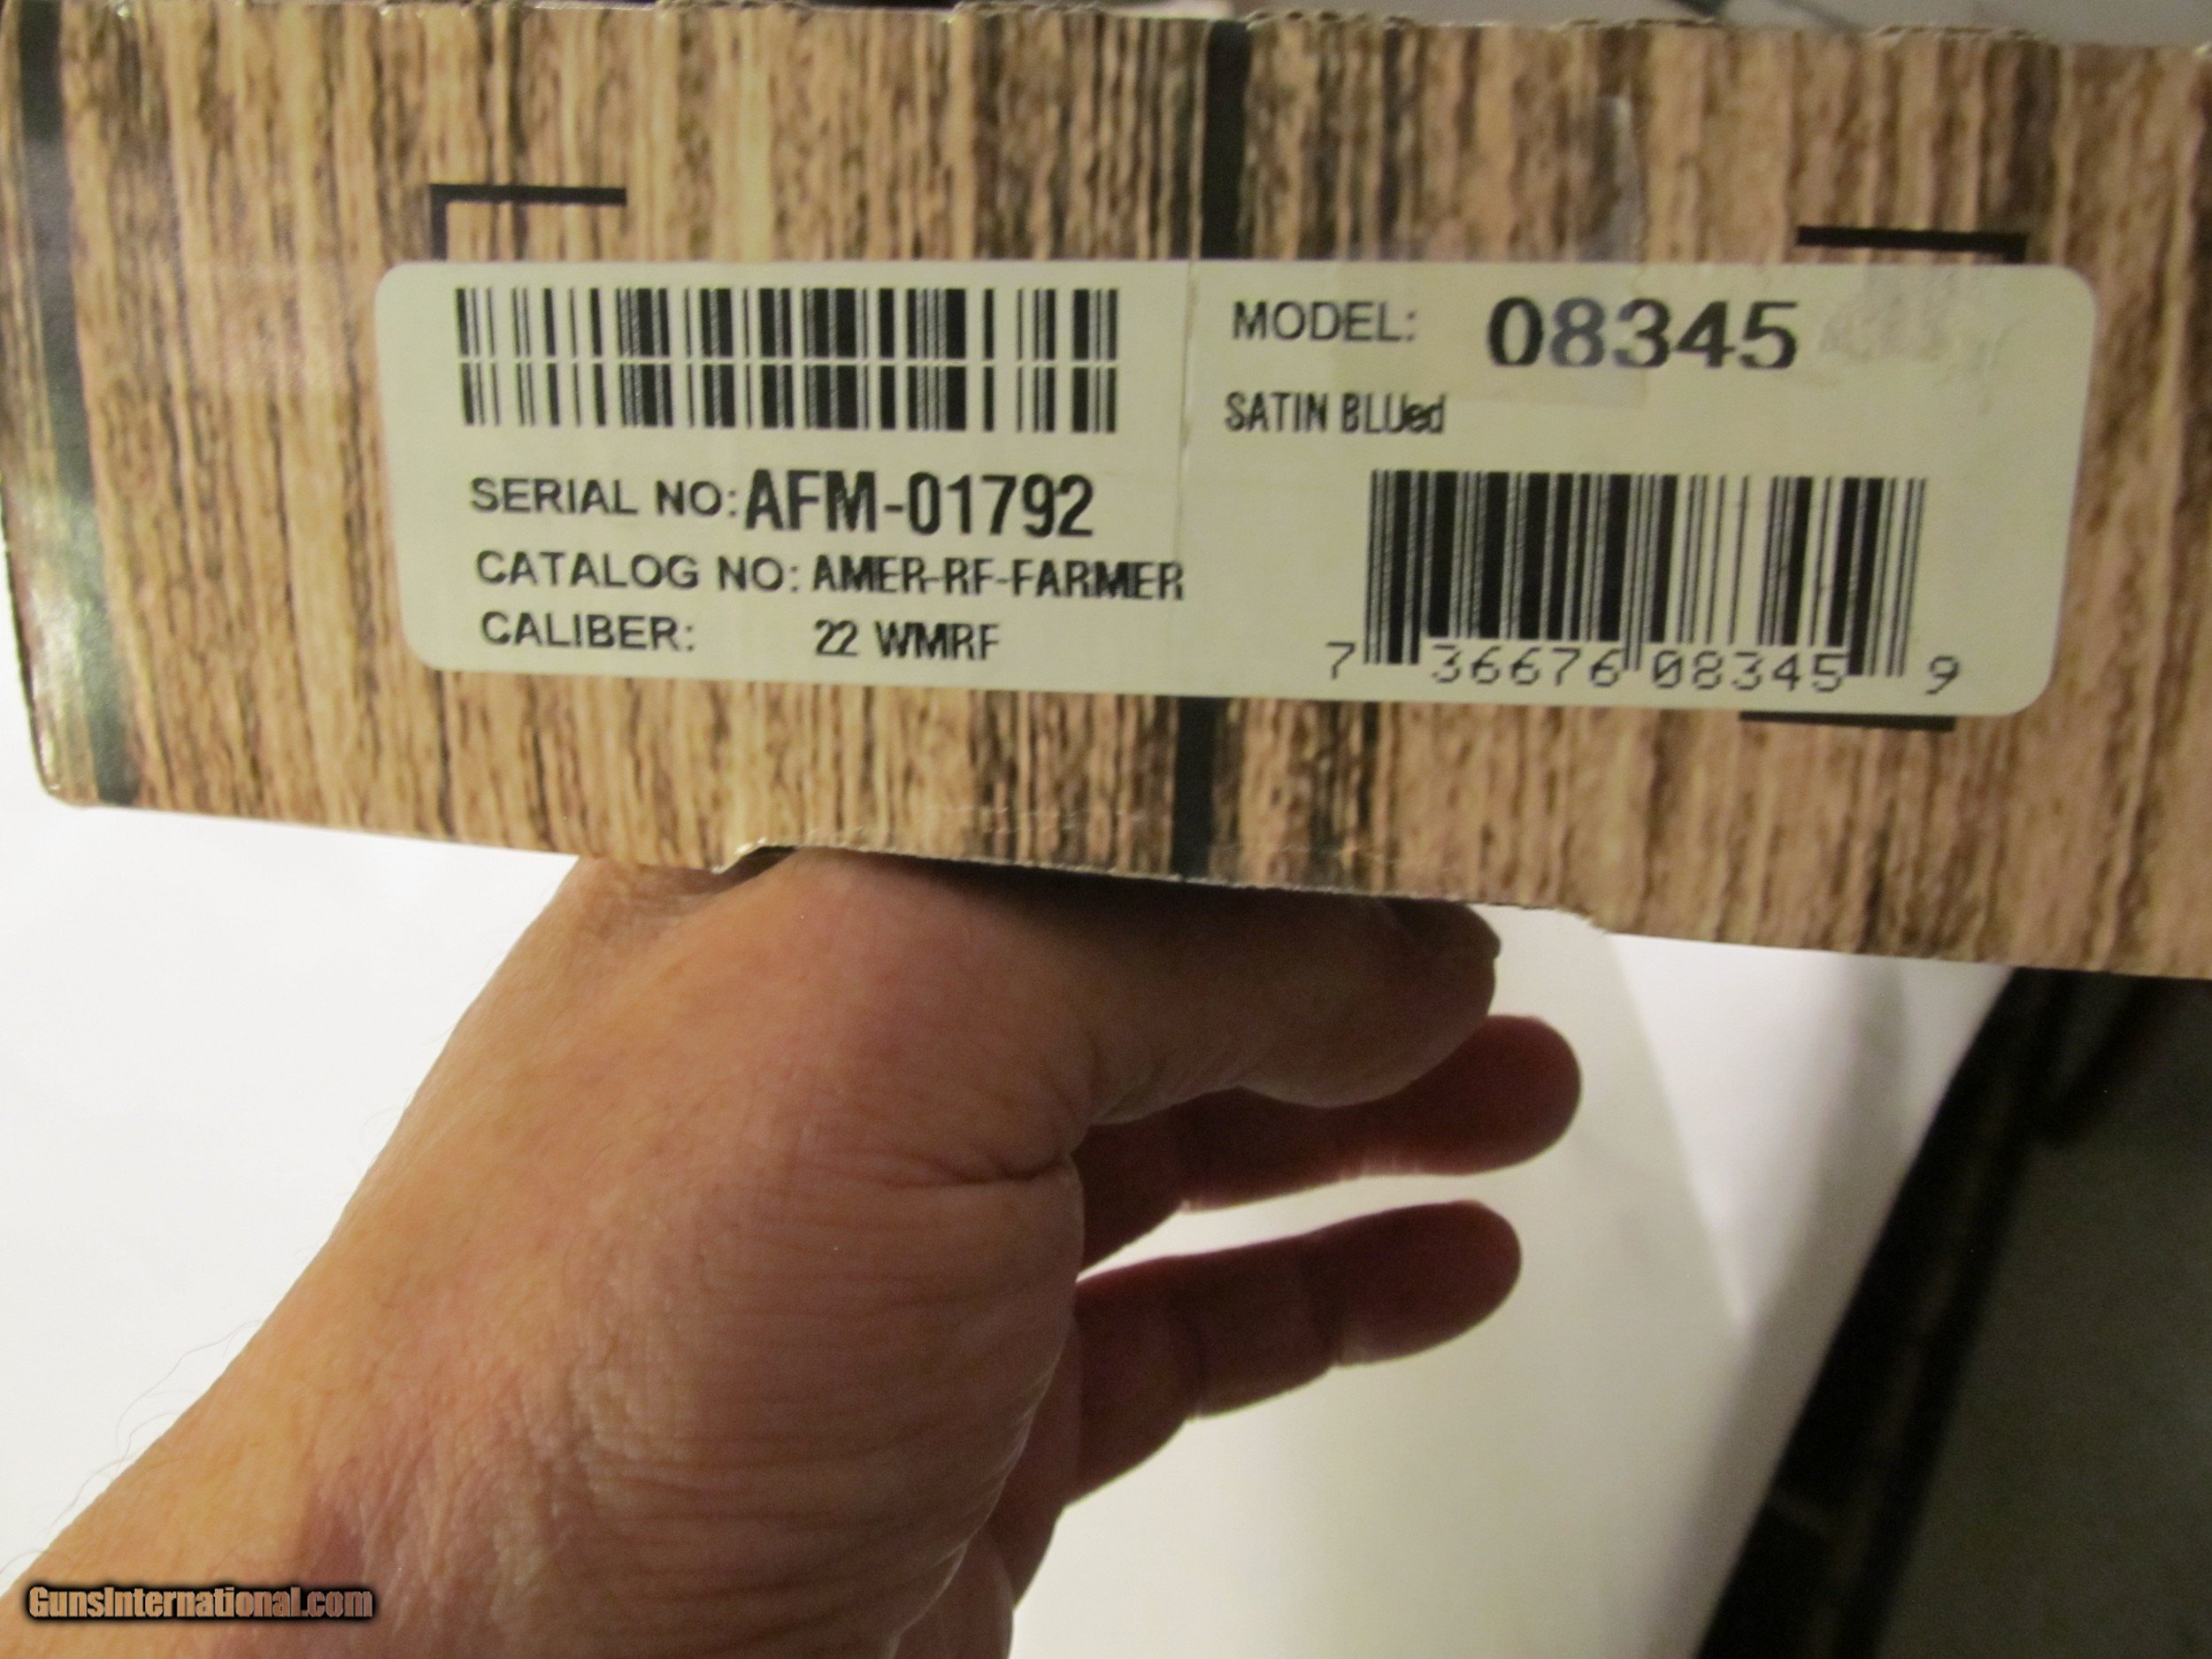 SERIAL NO: AFM-01792
CATALOG NO: AMER-RF-FARMER
CALIBER: 22 WMRF
MODEL: 08345
SATIN BLUed
7 36676 08345 9
GunsInternational.com